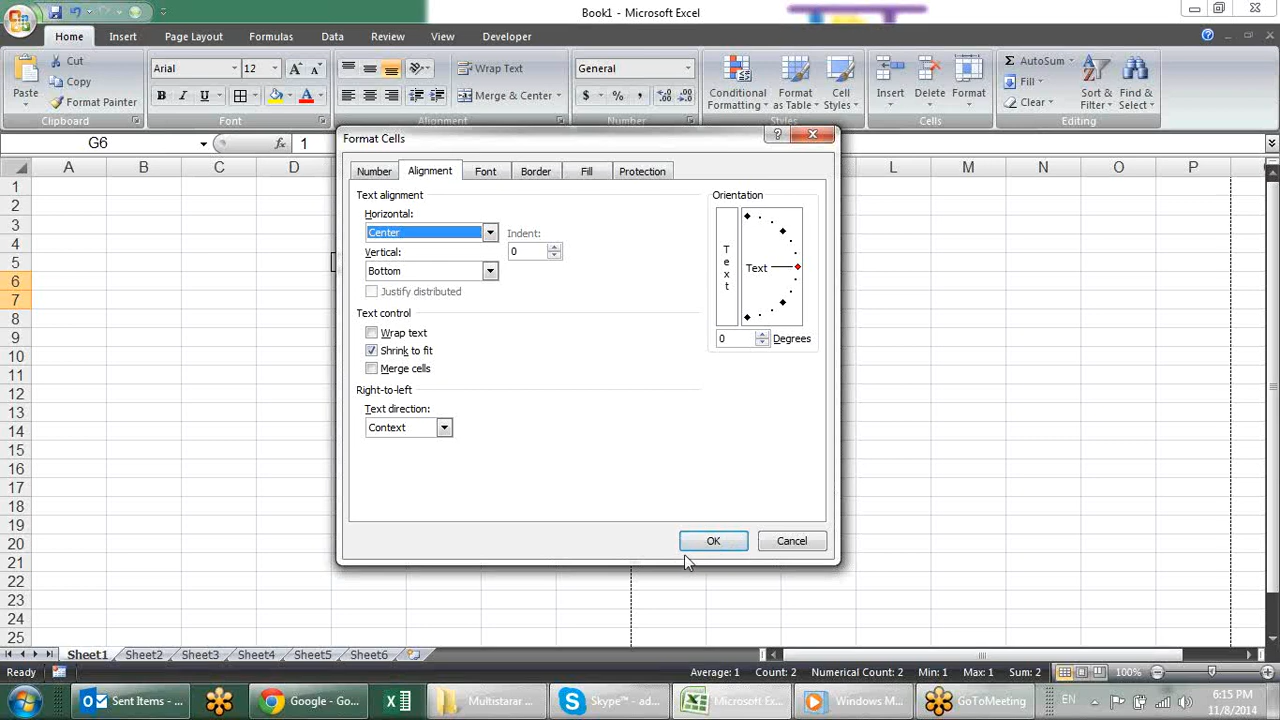 Book1 - Microsoft Excel
Home Insert Page Layout Formulas Data Review View Developer
Paste
Cut
Copy
Format Painter
Clipboard
Arial 12
B I U
Font
Wrap Text
Merge & Center
Alignment
General
$ % ,
Number
Conditional Formatting
Format as Table
Cell Styles
Styles
Insert Delete Format
Cells
Σ AutoSum
Fill
Clear
Sort & Filter
Find & Select
Editing
G6 fx 1
A B C D L M N O P
1
2
3
4
5
6
7
8
9
10
11
12
13
14
15
16
17
18
19
20
21
22
23
24
25
Format Cells
Number Alignment Font Border Fill Protection
Text alignment
Horizontal:
Center
Indent:
0
Vertical:
Bottom
Justify distributed
Text control
Wrap text
Shrink to fit
Merge cells
Right-to-left
Text direction:
Context
Orientation
Text
Text
0 Degrees
OK Cancel
Sheet1 Sheet2 Sheet3 Sheet4 Sheet5 Sheet6
Ready Average: 1 Count: 2 Numerical Count: 2 Min: 1 Max: 1 Sum: 2 100%
Sent Items - ... Google - Go... Multistarar ... Skype™ - ad... Microsoft Exc... Windows M... GoToMeeting EN 6:15 PM
11/8/2014